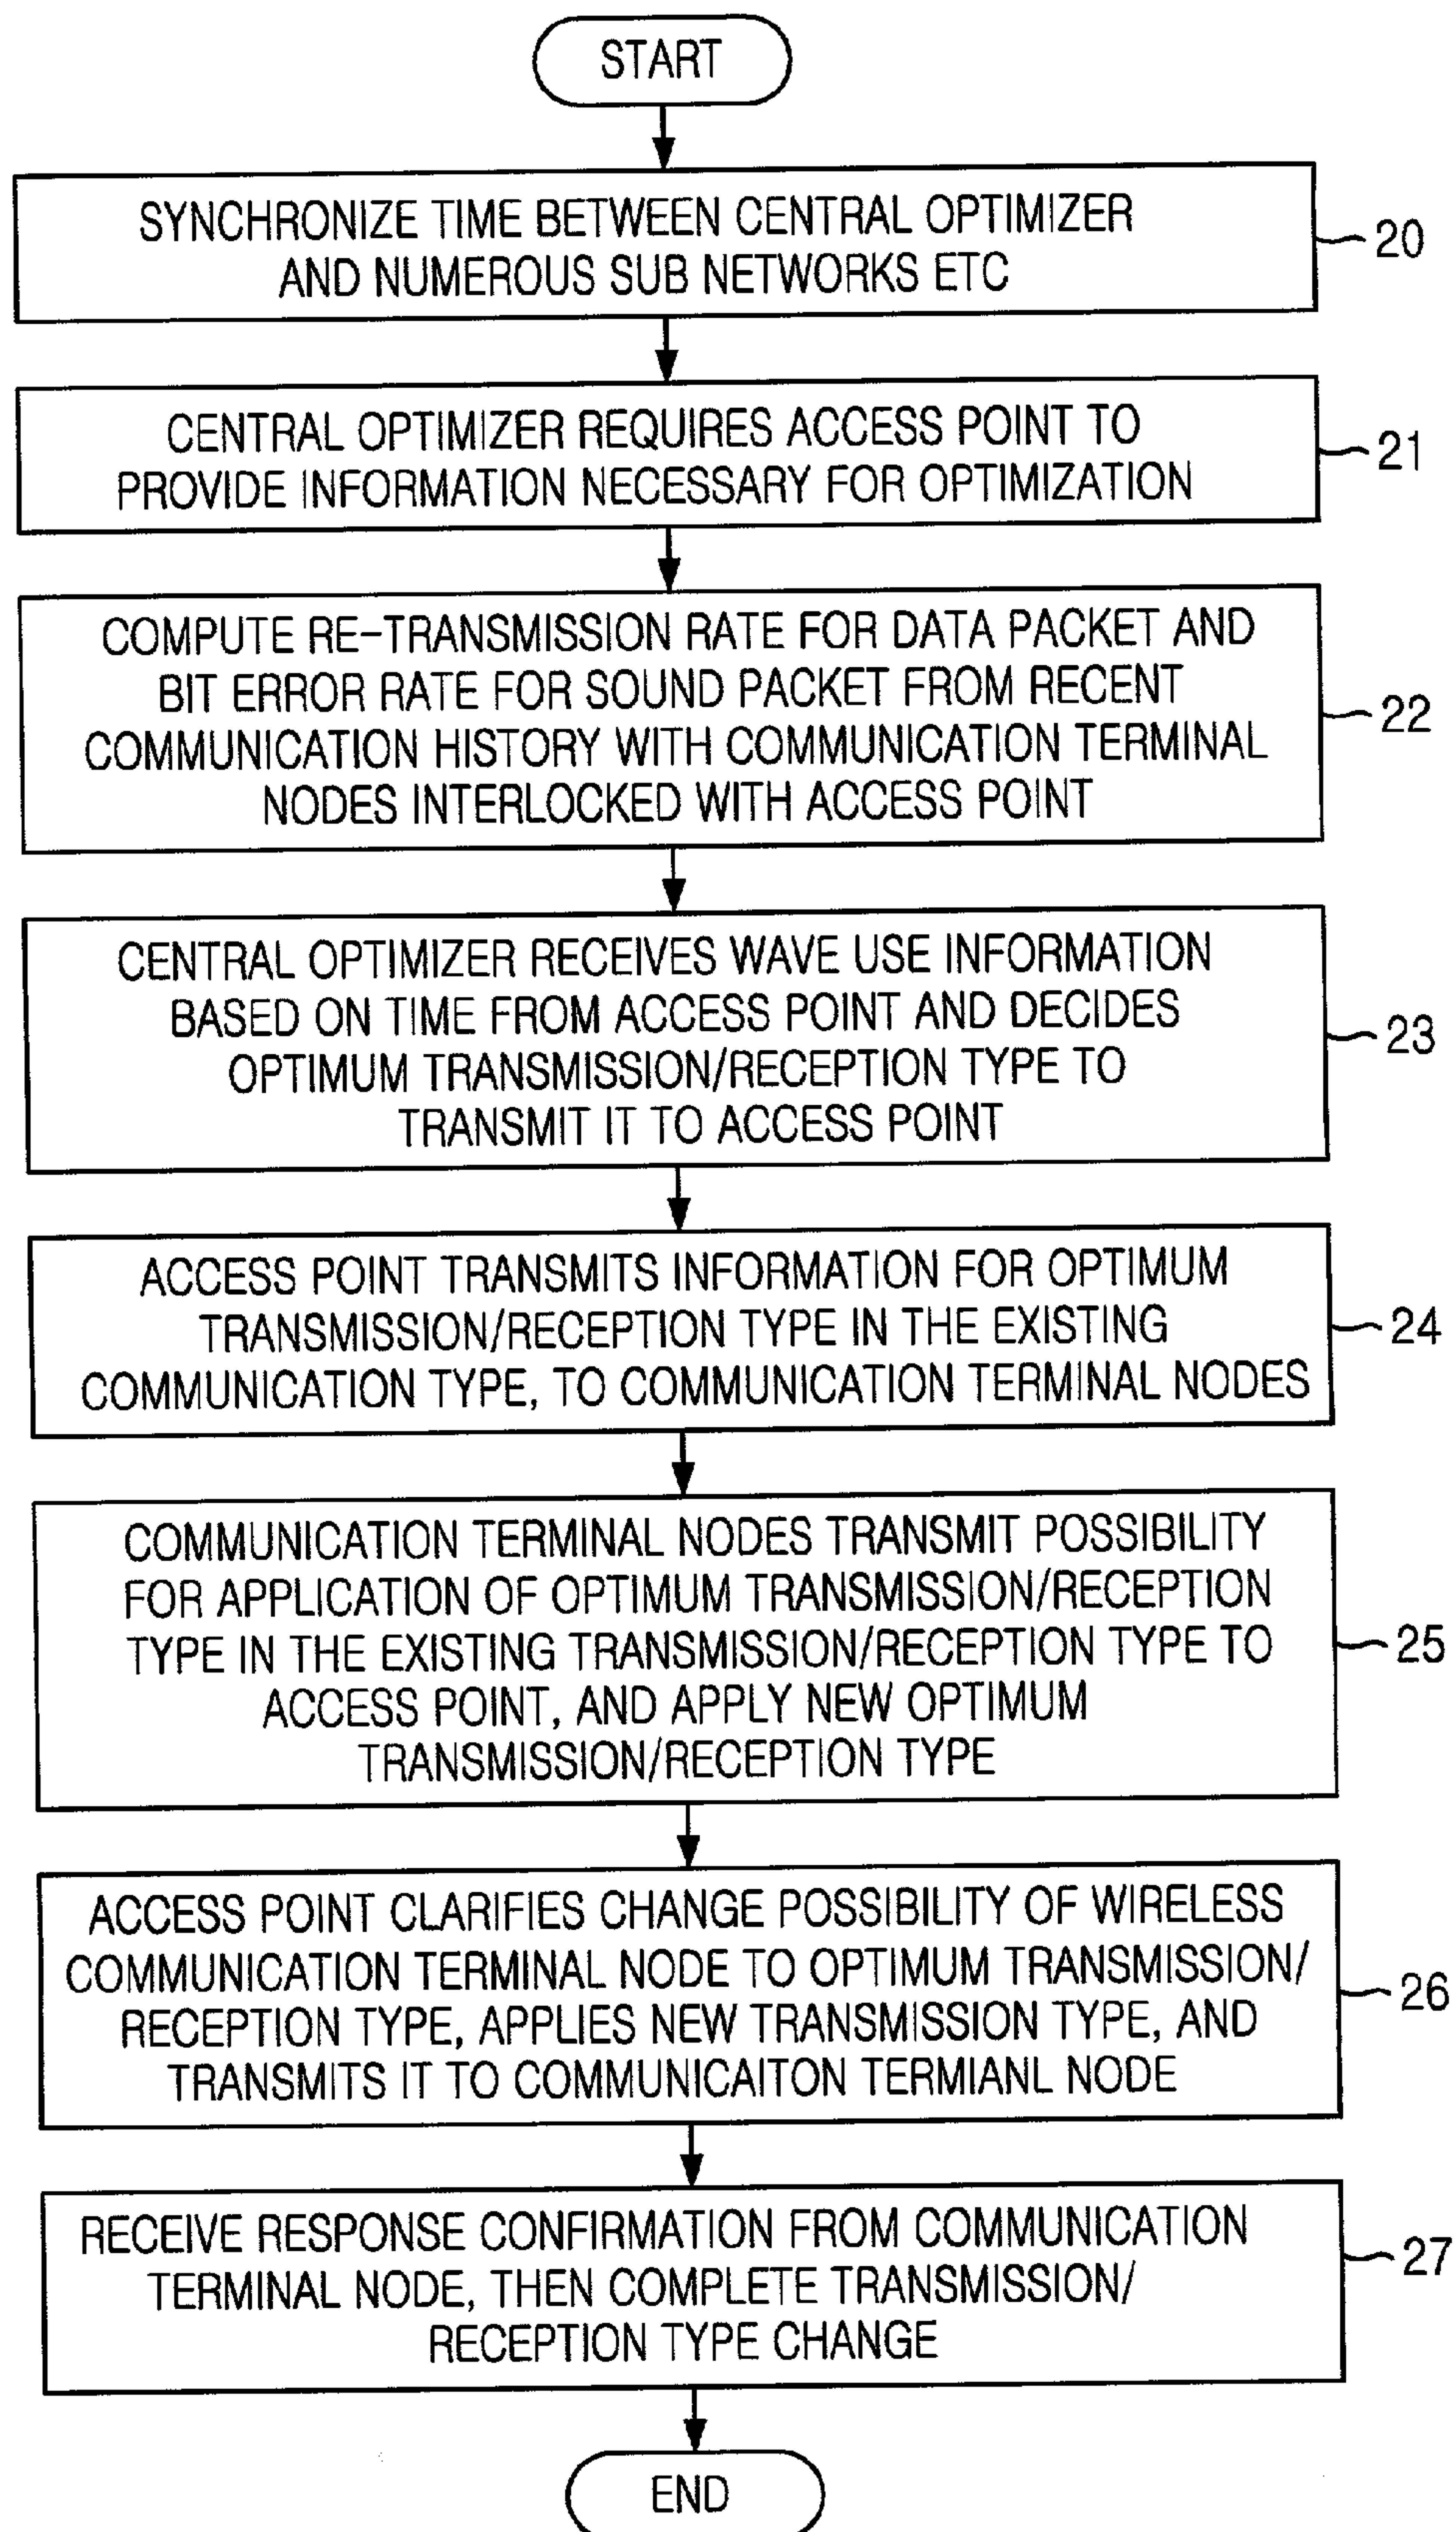 START
SYNCHRONIZE TIME BETWEEN CENTRAL OPTIMIZER
AND NUMEROUS SUB NETWORKS ETC
20
CENTRAL OPTIMIZER REQUIRES ACCESS POINT TO
PROVIDE INFORMATION NECESSARY FOR OPTIMIZATION
21
COMPUTE RE-TRANSMISSION RATE FOR DATA PACKET AND
BIT ERROR RATE FOR SOUND PACKET FROM RECENT
COMMUNICATION HISTORY WITH COMMUNICATION TERMINAL
NODES INTERLOCKED WITH ACCESS POINT
22
CENTRAL OPTIMIZER RECEIVES WAVE USE INFORMATION
BASED ON TIME FROM ACCESS POINT AND DECIDES
OPTIMUM TRANSMISSION/RECEPTION TYPE TO
TRANSMIT IT TO ACCESS POINT
23
ACCESS POINT TRANSMITS INFORMATION FOR OPTIMUM
TRANSMISSION/RECEPTION TYPE IN THE EXISTING
COMMUNICATION TYPE, TO COMMUNICATION TERMINAL NODES
24
COMMUNICATION TERMINAL NODES TRANSMIT POSSIBILITY
FOR APPLICATION OF OPTIMUM TRANSMISSION/RECEPTION
TYPE IN THE EXISTING TRANSMISSION/RECEPTION TYPE TO
ACCESS POINT, AND APPLY NEW OPTIMUM
TRANSMISSION/RECEPTION TYPE
25
ACCESS POINT CLARIFIES CHANGE POSSIBILITY OF WIRELESS
COMMUNICATION TERMINAL NODE TO OPTIMUM TRANSMISSION/
RECEPTION TYPE, APPLIES NEW TRANSMISSION TYPE, AND
TRANSMITS IT TO COMMUNICAITON TERMIANL NODE
26
RECEIVE RESPONSE CONFIRMATION FROM COMMUNICATION
TERMINAL NODE, THEN COMPLETE TRANSMISSION/
RECEPTION TYPE CHANGE
27
END